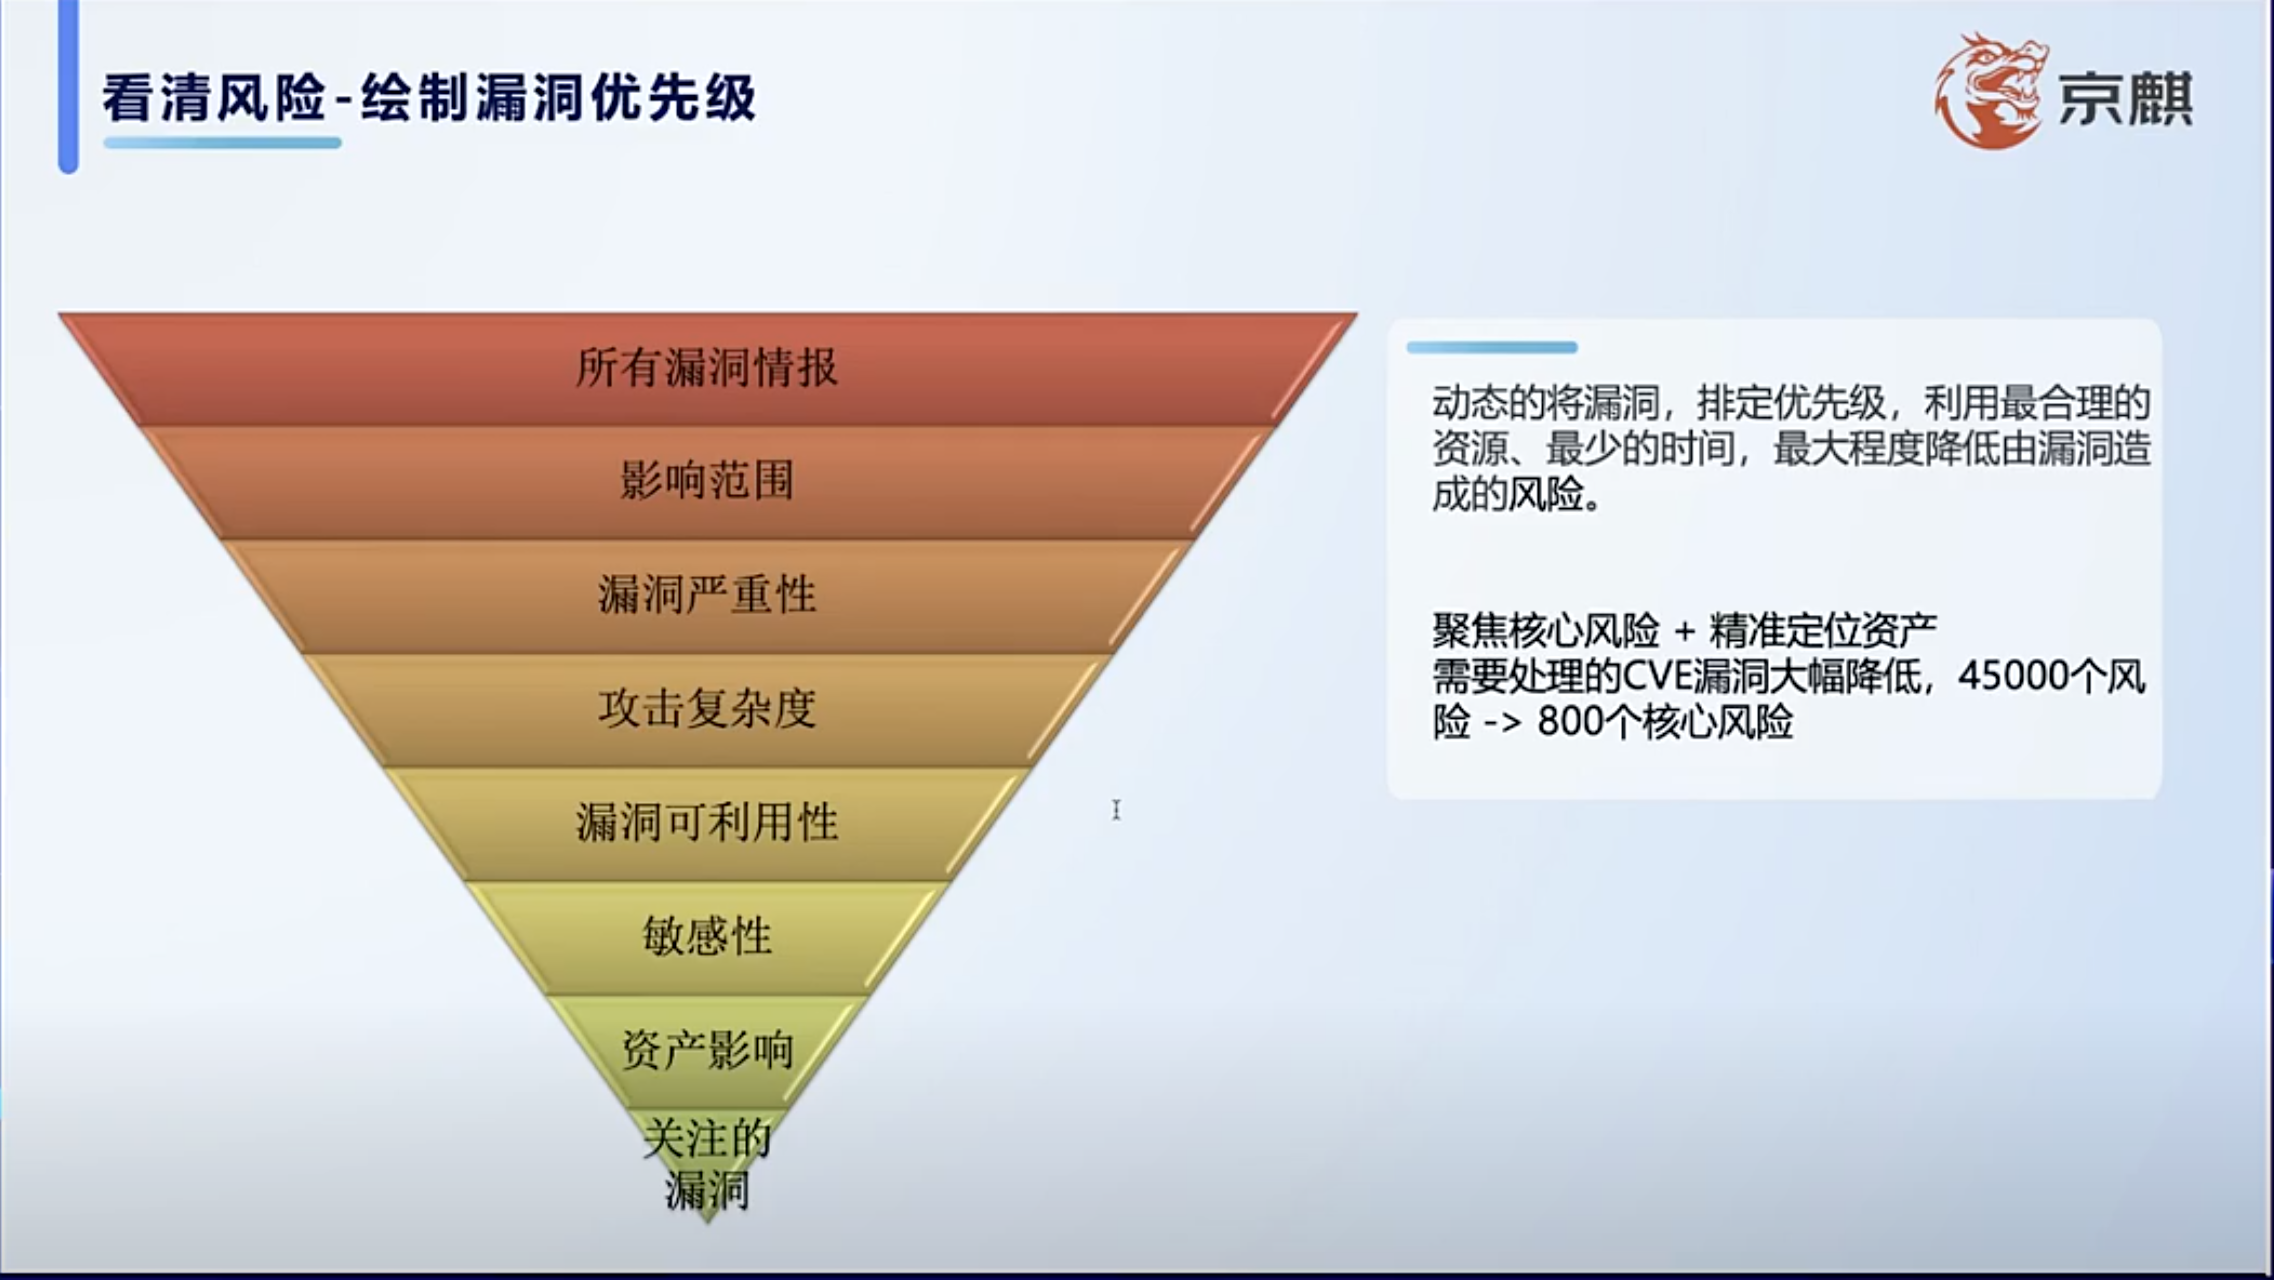 看清风险-绘制漏洞优先级
京麒
所有漏洞情报
影响范围
漏洞严重性
攻击复杂度
漏洞可利用性
敏感性
资产影响
关注的
漏洞
动态的将漏洞，排定优先级，利用最合理的
资源、最少的时间，最大程度降低由漏洞造
成的风险。
聚焦核心风险 + 精准定位资产
需要处理的CVE漏洞大幅降低，45000个风
险 -> 800个核心风险